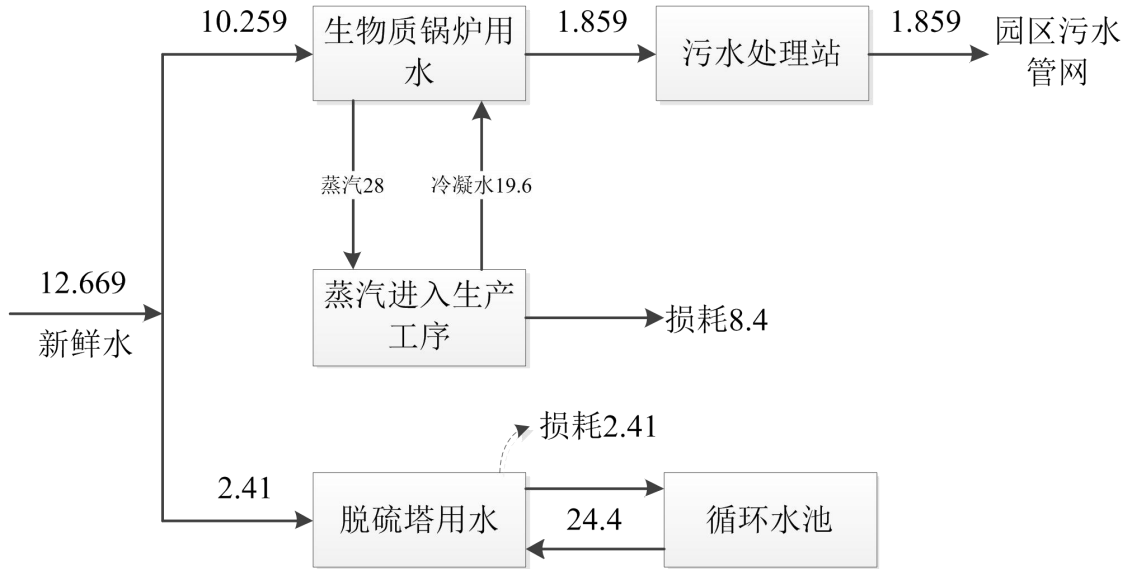 10.259
生物质锅炉用
水
1.859
污水处理站
1.859
园区污水
管网
蒸汽28
冷凝水19.6
12.669
新鲜水
蒸汽进入生产
工序
损耗8.4
损耗2.41
2.41
脱硫塔用水
24.4
循环水池